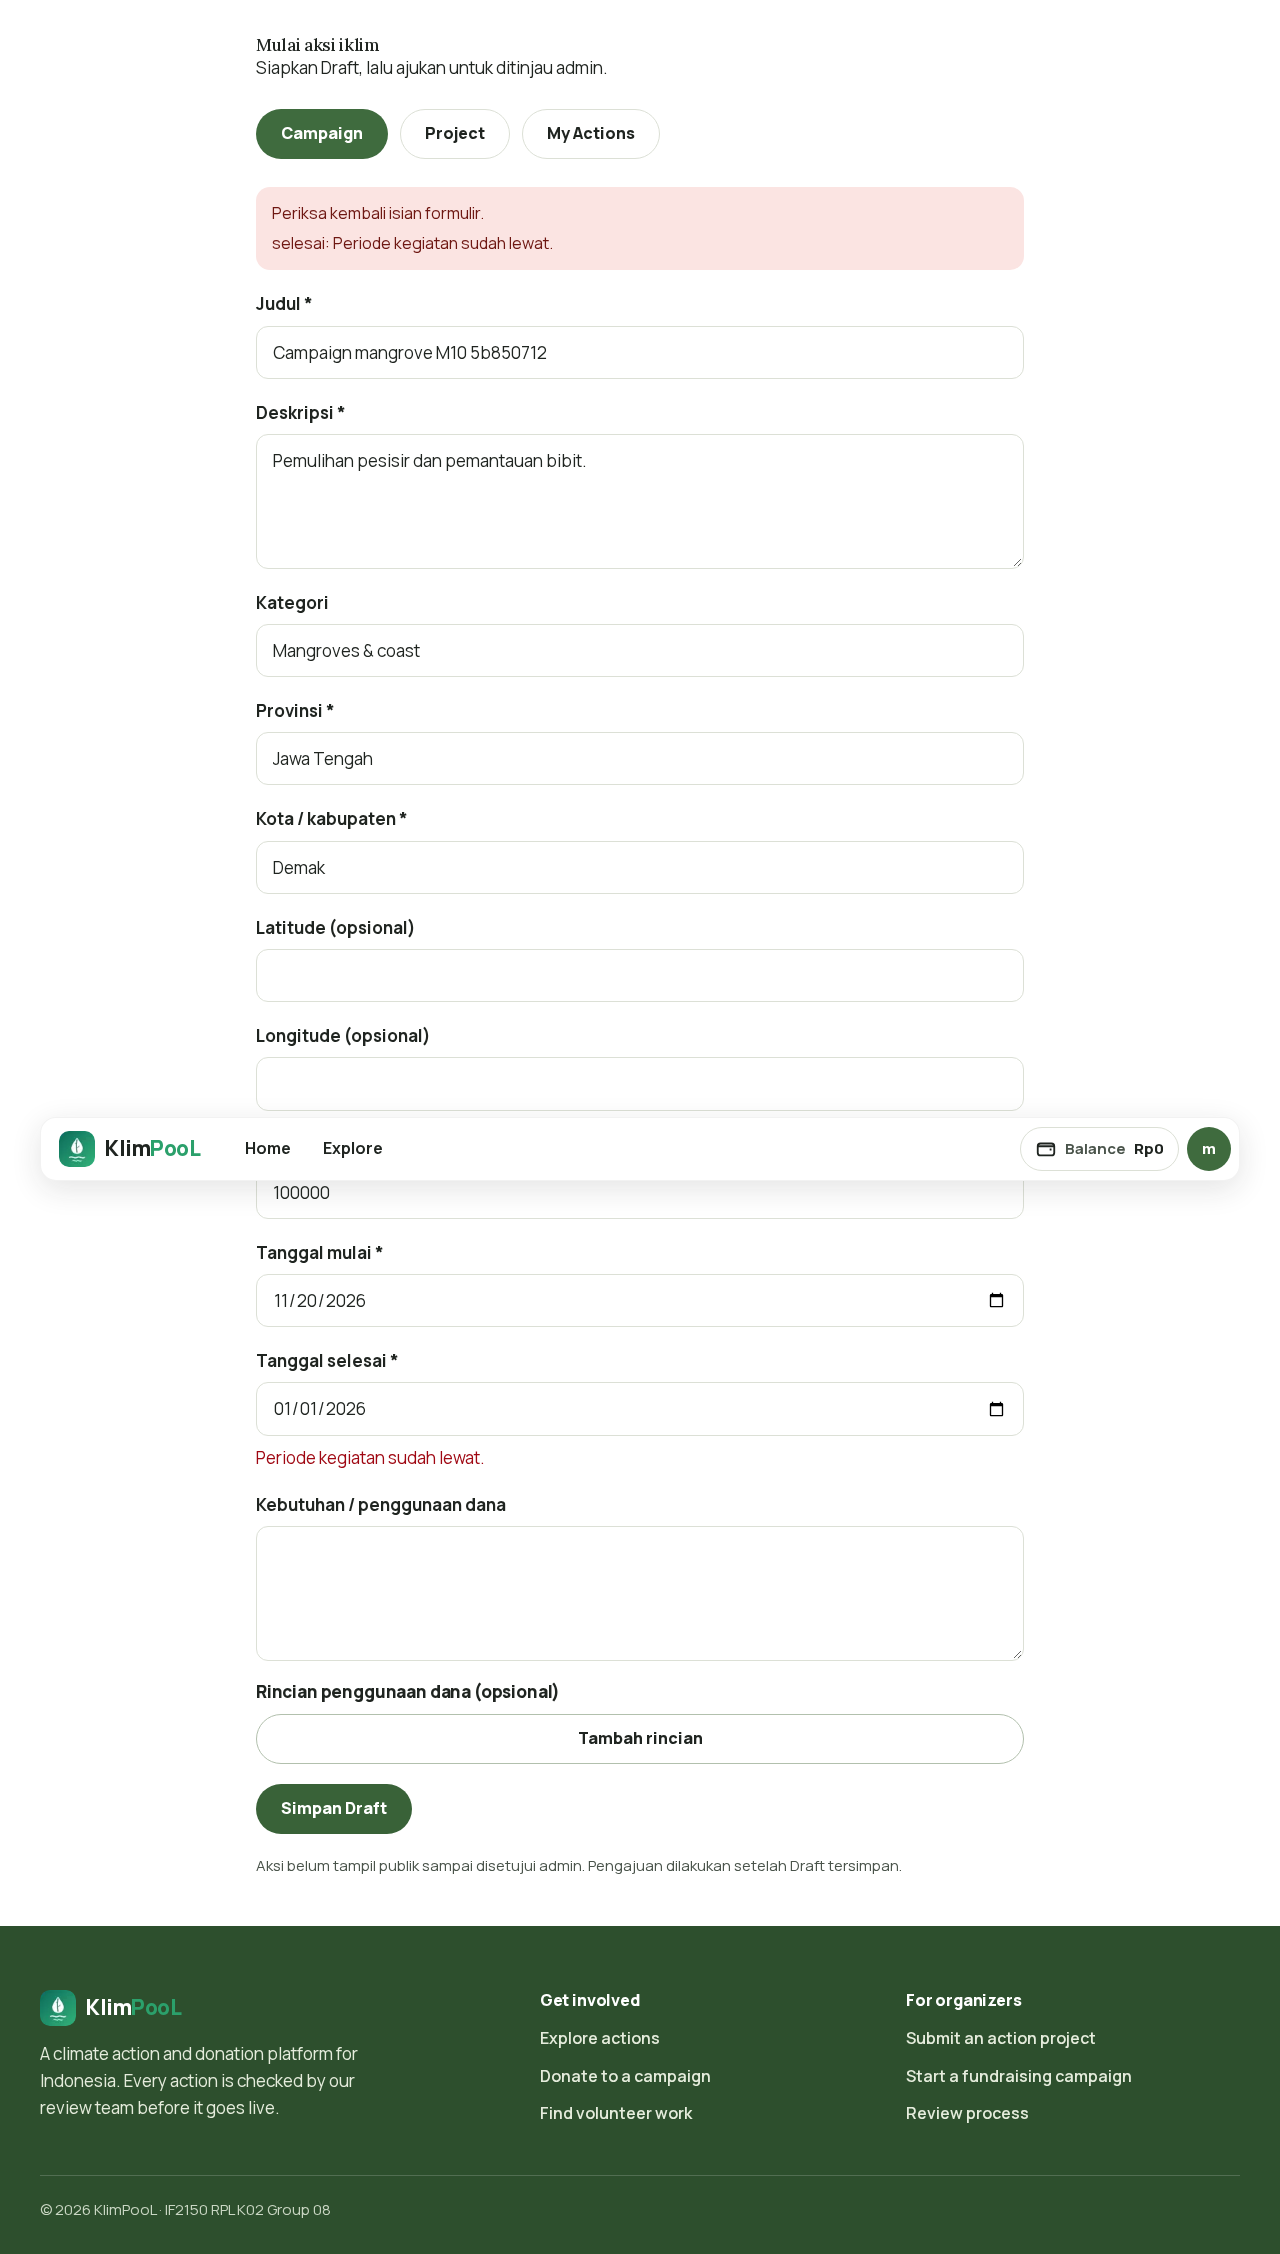 Mulai aksi iklim
Siapkan Draft, lalu ajukan untuk ditinjau admin.
Campaign
Project
My Actions
Periksa kembali isian formulir.
selesai: Periode kegiatan sudah lewat.
Judul *
Campaign mangrove M10 5b850712
Deskripsi *
Pemulihan pesisir dan pemantauan bibit.
Kategori
Mangroves & coast
Provinsi *
Jawa Tengah
Kota / kabupaten *
Demak
Latitude (opsional)
Longitude (opsional)
KlimPooL
Home
Explore
Balance Rp0
m
100000
Tanggal mulai *
11/20/2026
Tanggal selesai *
01/01/2026
Periode kegiatan sudah lewat.
Kebutuhan / penggunaan dana
Rincian penggunaan dana (opsional)
Tambah rincian
Simpan Draft
Aksi belum tampil publik sampai disetujui admin. Pengajuan dilakukan setelah Draft tersimpan.
KlimPooL
A climate action and donation platform for
Indonesia. Every action is checked by our
review team before it goes live.
Get involved
Explore actions
Donate to a campaign
Find volunteer work
For organizers
Submit an action project
Start a fundraising campaign
Review process
© 2026 KlimPooL · IF2150 RPL K02 Group 08